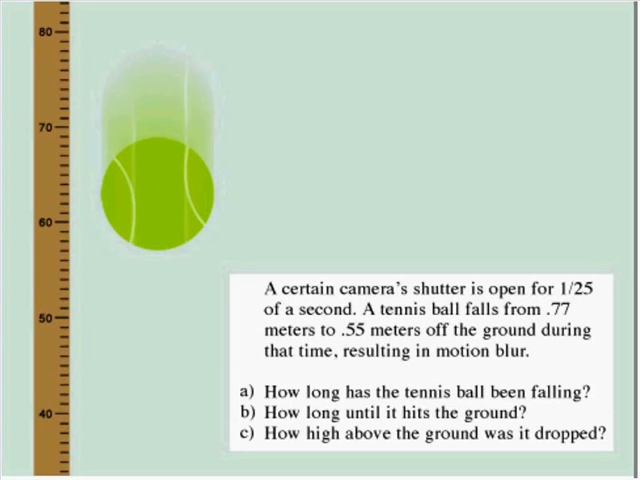 80
70
60
50
40
A certain camera's shutter is open for 1/25
of a second. A tennis ball falls from .77
meters to .55 meters off the ground during
that time, resulting in motion blur.
a) How long has the tennis ball been falling?
b) How long until it hits the ground?
c) How high above the ground was it dropped?